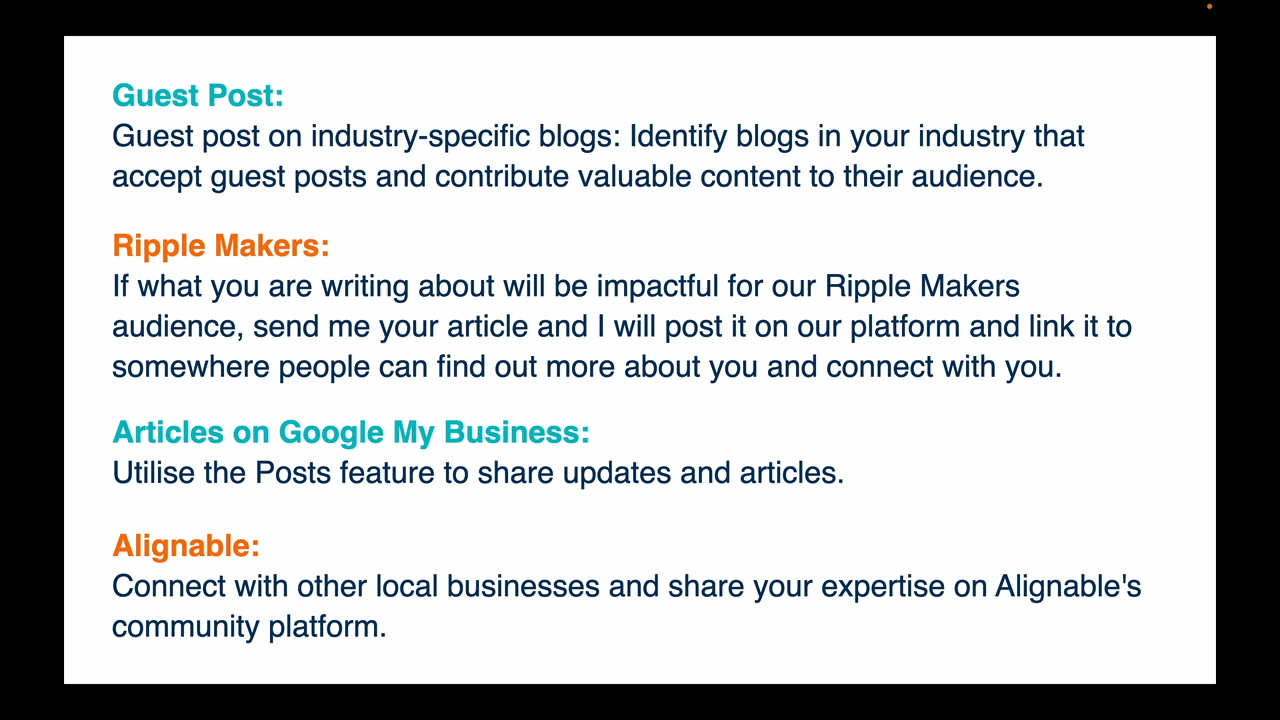 Guest Post:
Guest post on industry-specific blogs: Identify blogs in your industry that
accept guest posts and contribute valuable content to their audience.
Ripple Makers:
If what you are writing about will be impactful for our Ripple Makers
audience, send me your article and I will post it on our platform and link it to
somewhere people can find out more about you and connect with you.
Articles on Google My Business:
Utilise the Posts feature to share updates and articles.
Alignable:
Connect with other local businesses and share your expertise on Alignable's
community platform.